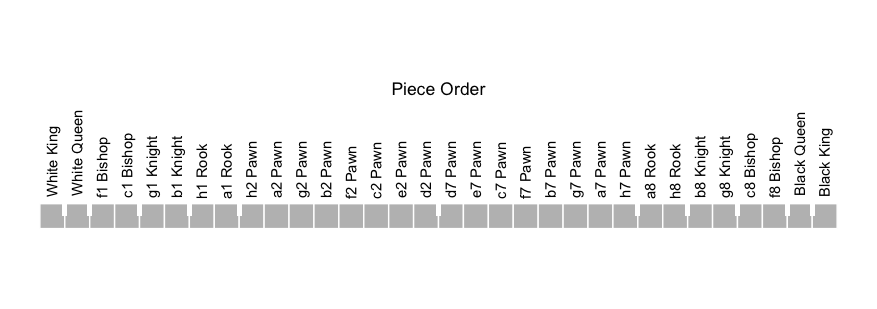 Piece Order
White King
White Queen
f1 Bishop
c1 Bishop
g1 Knight
b1 Knight
h1 Rook
a1 Rook
h2 Pawn
a2 Pawn
g2 Pawn
b2 Pawn
f2 Pawn
c2 Pawn
e2 Pawn
d2 Pawn
d7 Pawn
e7 Pawn
c7 Pawn
f7 Pawn
b7 Pawn
g7 Pawn
a7 Pawn
h7 Pawn
a8 Rook
h8 Rook
b8 Knight
g8 Knight
c8 Bishop
f8 Bishop
Black Queen
Black King